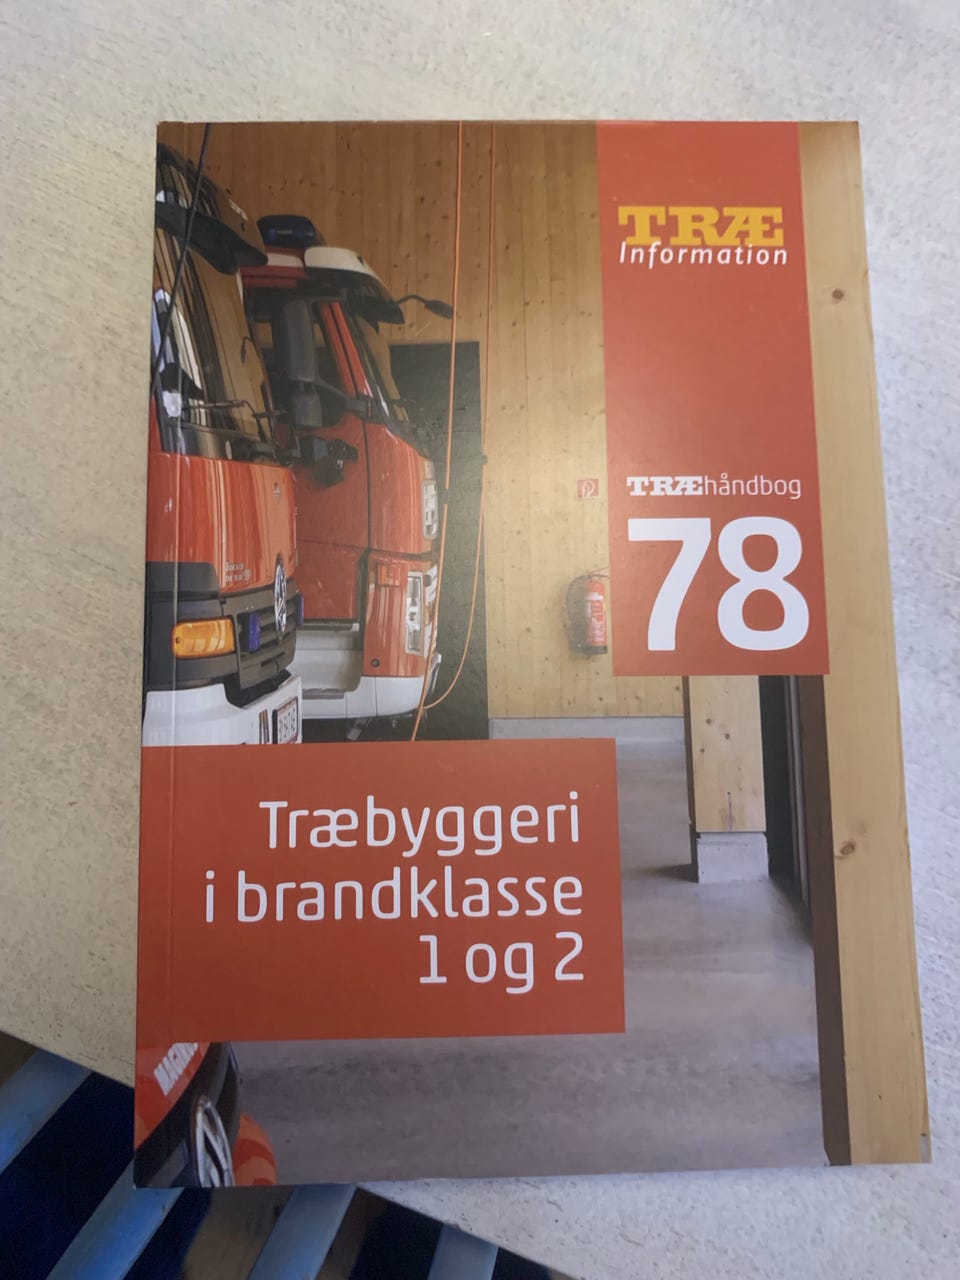 TRÆ
Information
TRÆhåndbog
78
Træbyggeri
i brandklasse
1 og 2